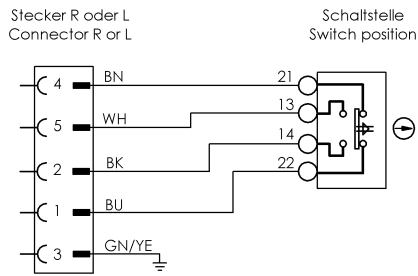 Stecker R oder L
Connector R or L
Schaltstelle
Switch position
4 BN 21
5 WH 13
2 BK 14
1 BU 22
3 GN/YE